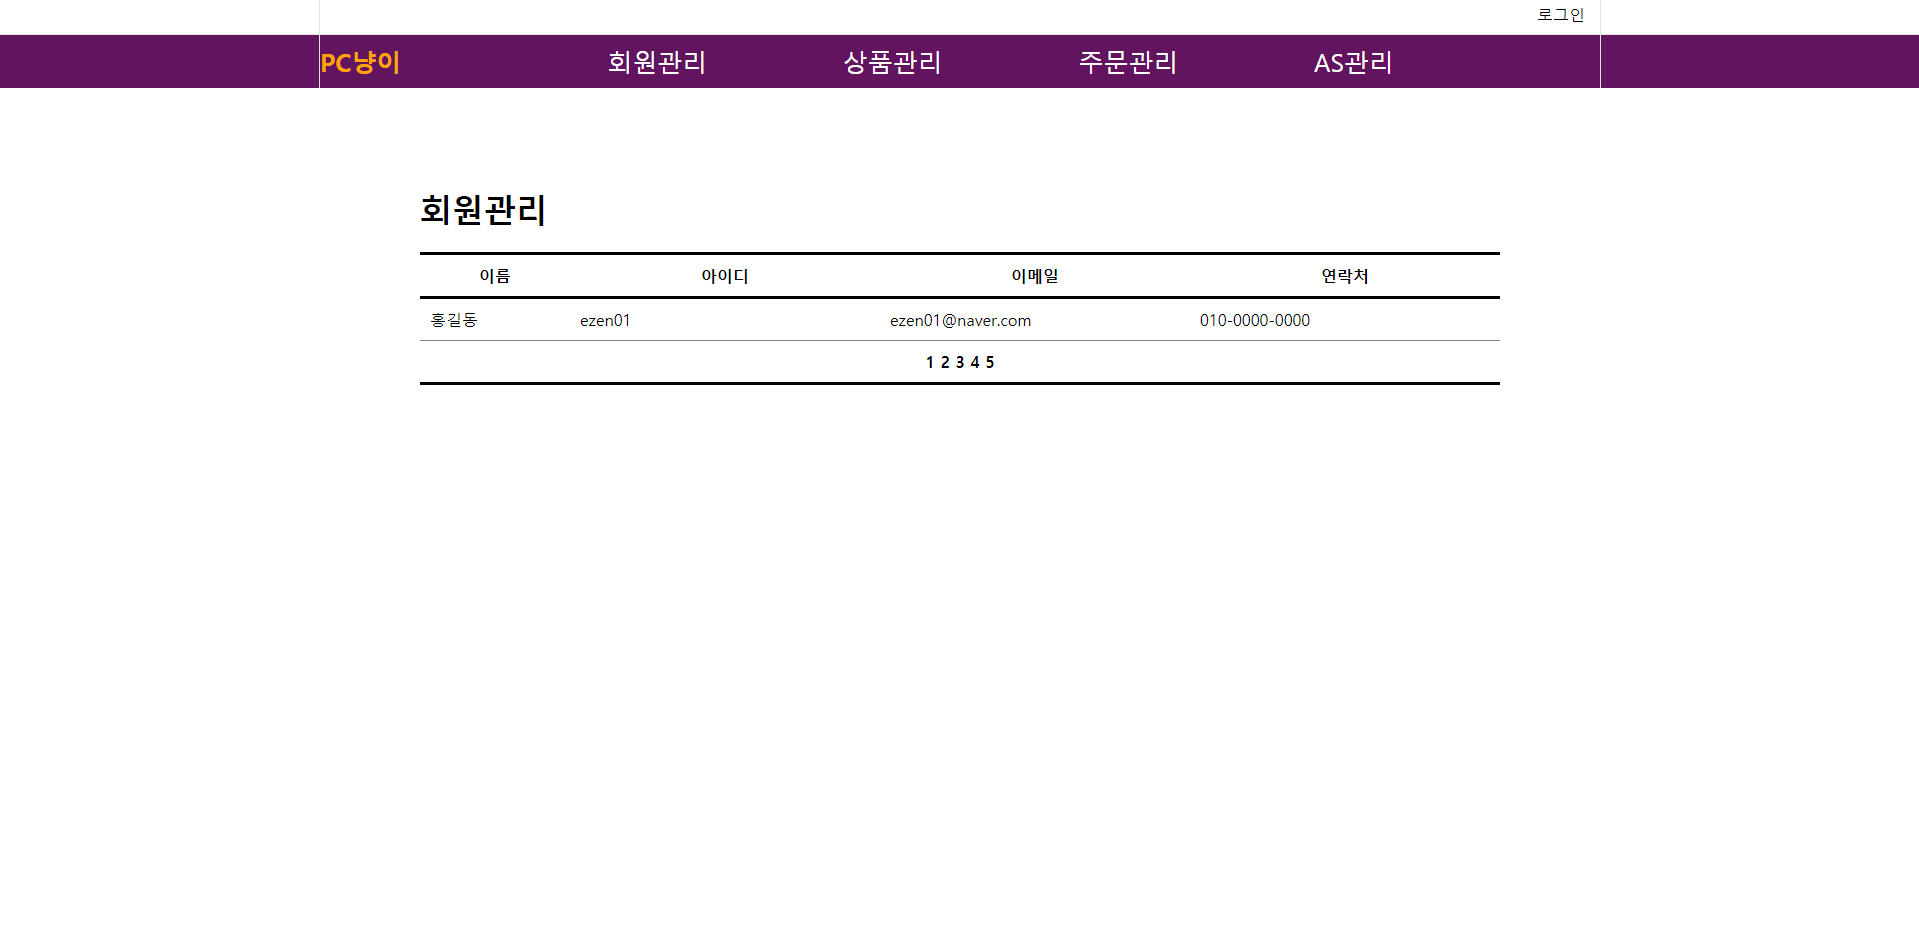 로그인
PC냥이 회원관리 상품관리 주문관리 AS관리
회원관리
이름 아이디 이메일 연락처
홍길동 ezen01 ezen01@naver.com 010-0000-0000
1 2 3 4 5